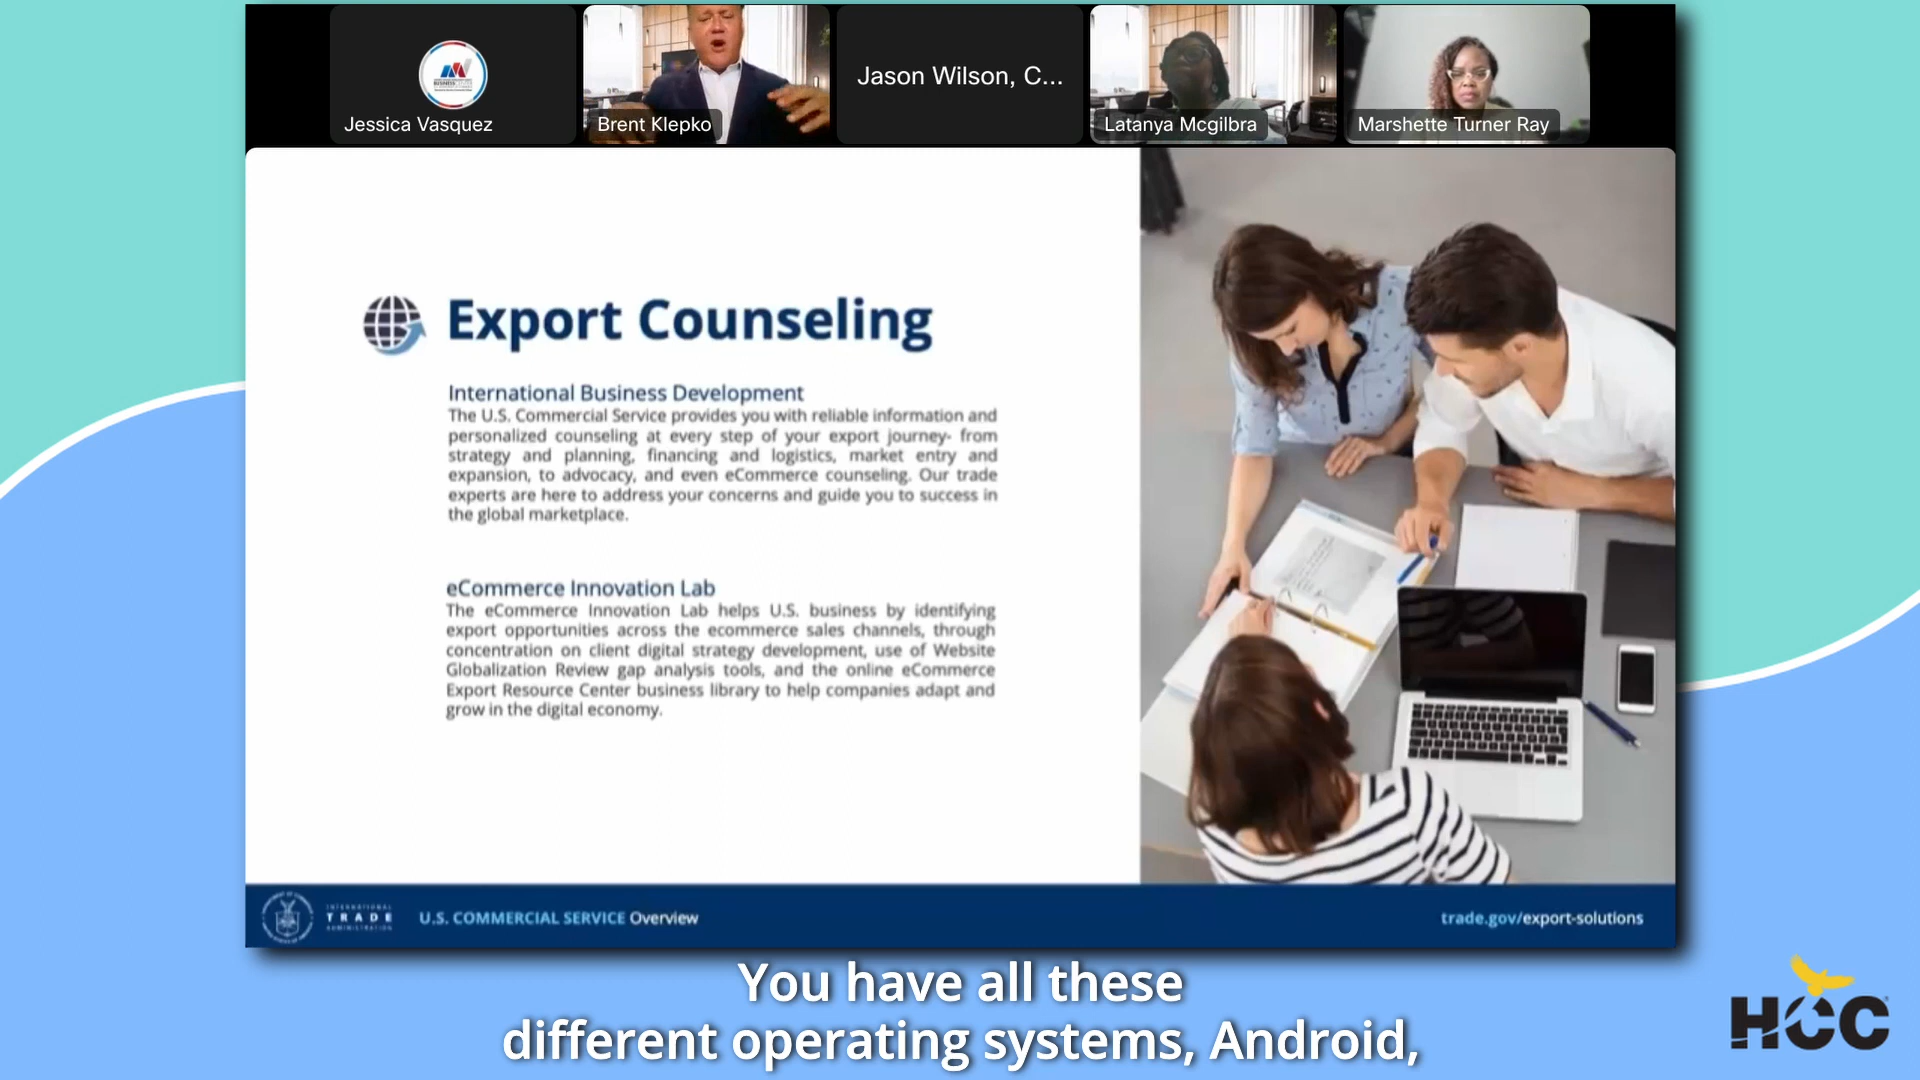 Jessica Vasquez
Brent Klepko
Jason Wilson, C...
Latanya Mcgilbra
Marshette Turner Ray
Export Counseling
International Business Development
The U.S. Commercial Service provides you with reliable information and
personalized counseling at every step of your export journey- from
strategy and planning, financing and logistics, market entry and
expansion, to advocacy, and even eCommerce counseling. Our trade
experts are here to address your concerns and guide you to success in
the global marketplace.
eCommerce Innovation Lab
The eCommerce Innovation Lab helps U.S. business by identifying
export opportunities across the ecommerce sales channels, through
concentration on client digital strategy development, use of Website
Globalization Review gap analysis tools, and the online eCommerce
Export Resource Center business library to help companies adapt and
grow in the digital economy.
INTERNATIONAL
TRADE
ADMINISTRATION
U.S. COMMERCIAL SERVICE Overview
trade.gov/export-solutions
You have all these
different operating systems, Android,
HCC